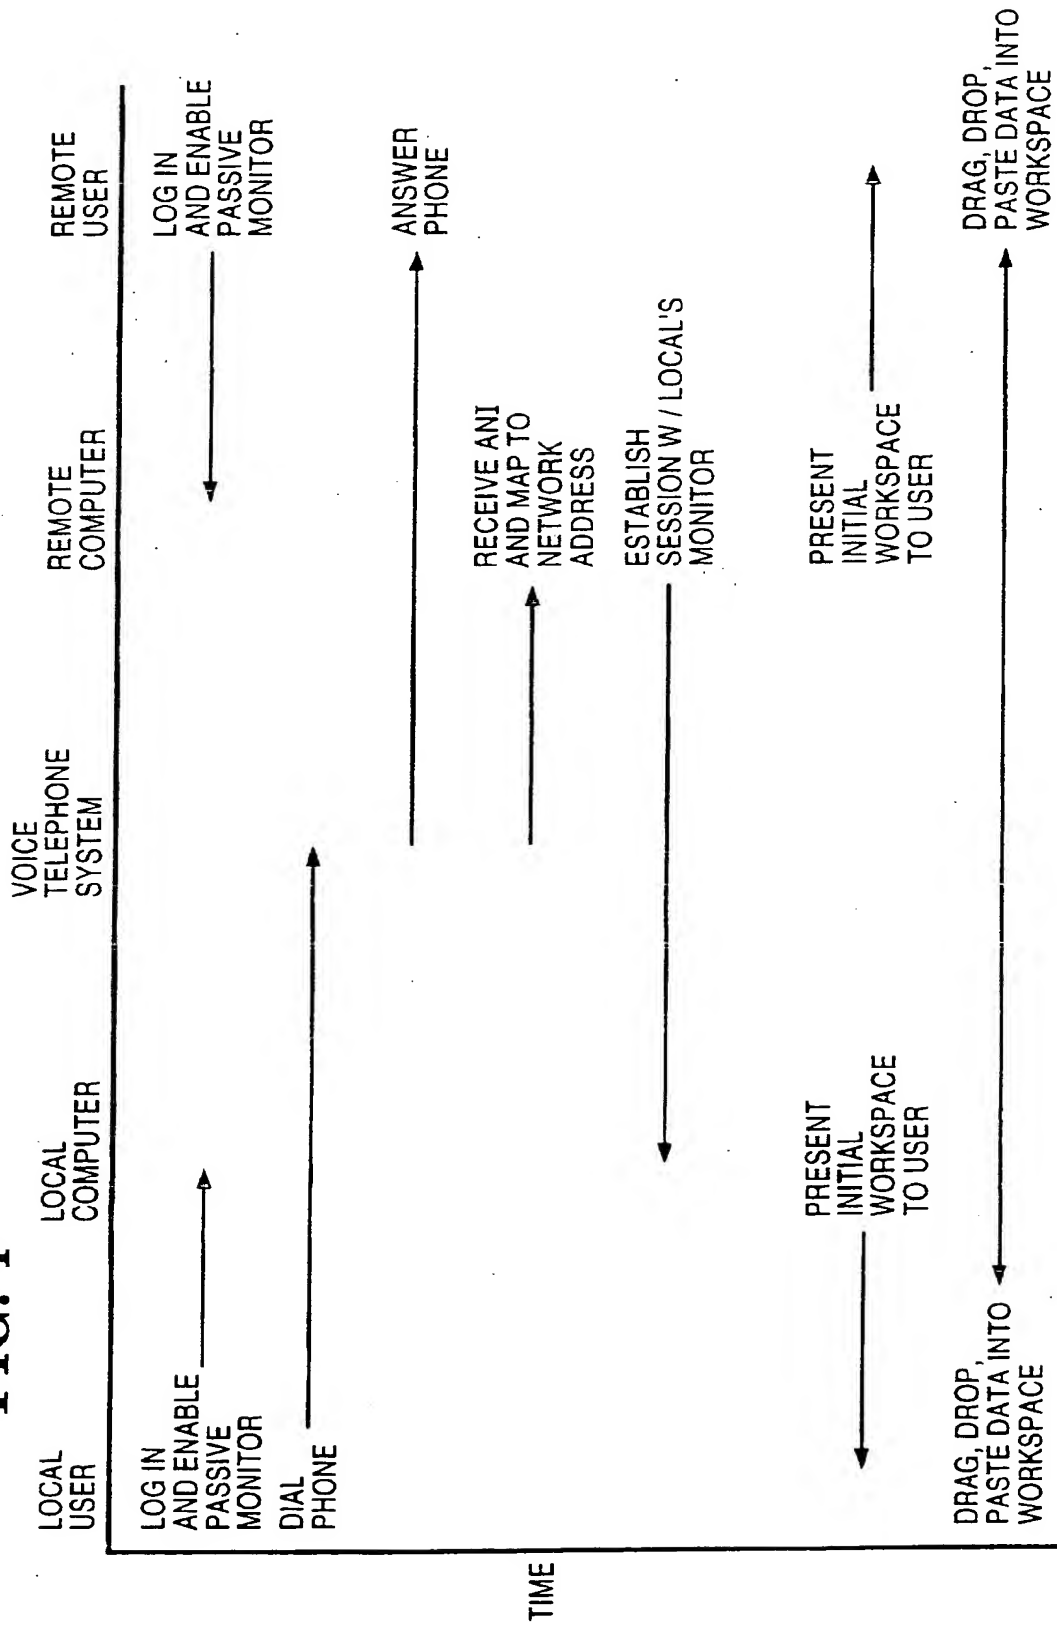 LOCAL
USER
LOCAL
COMPUTER
VOICE
TELEPHONE
SYSTEM
REMOTE
COMPUTER
REMOTE
USER
TIME
LOG IN
AND ENABLE
PASSIVE
MONITOR
LOG IN
AND ENABLE
PASSIVE
MONITOR
DIAL
PHONE
ANSWER
PHONE
RECEIVE ANI
AND MAP TO
NETWORK
ADDRESS
ESTABLISH
SESSION W / LOCAL'S
MONITOR
PRESENT
INITIAL
WORKSPACE
TO USER
PRESENT
INITIAL
WORKSPACE
TO USER
DRAG, DROP,
PASTE DATA INTO
WORKSPACE
DRAG, DROP,
PASTE DATA INTO
WORKSPACE